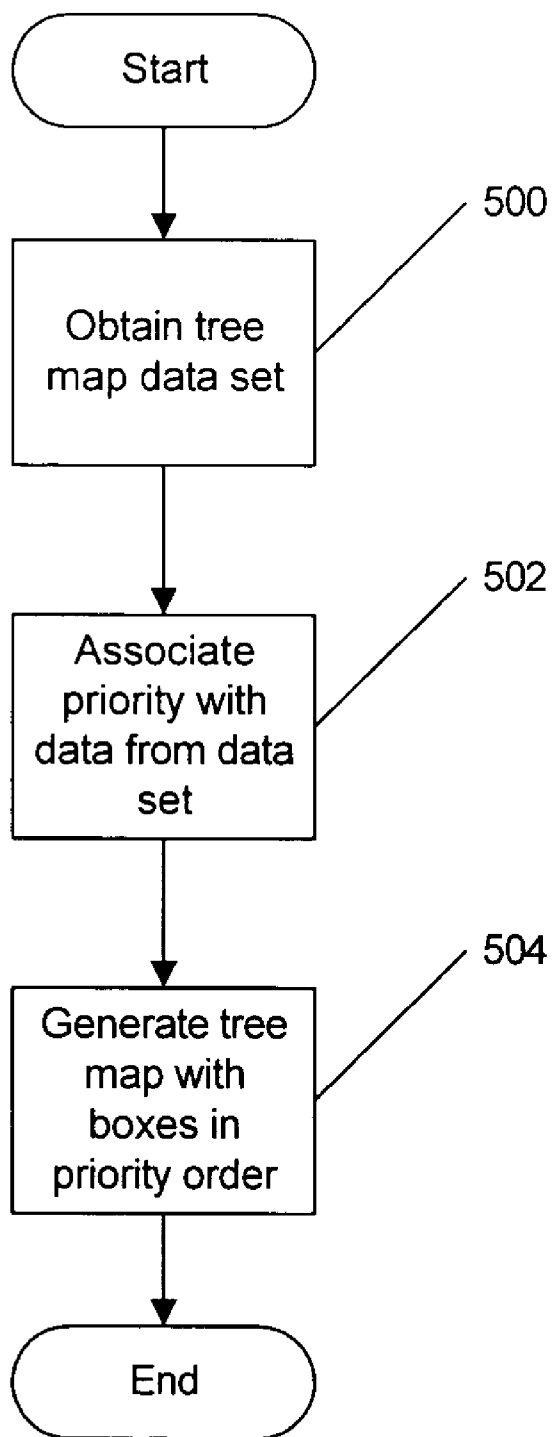 Start
500
Obtain tree
map data set
502
Associate
priority with
data from data
set
504
Generate tree
map with
boxes in
priority order
End